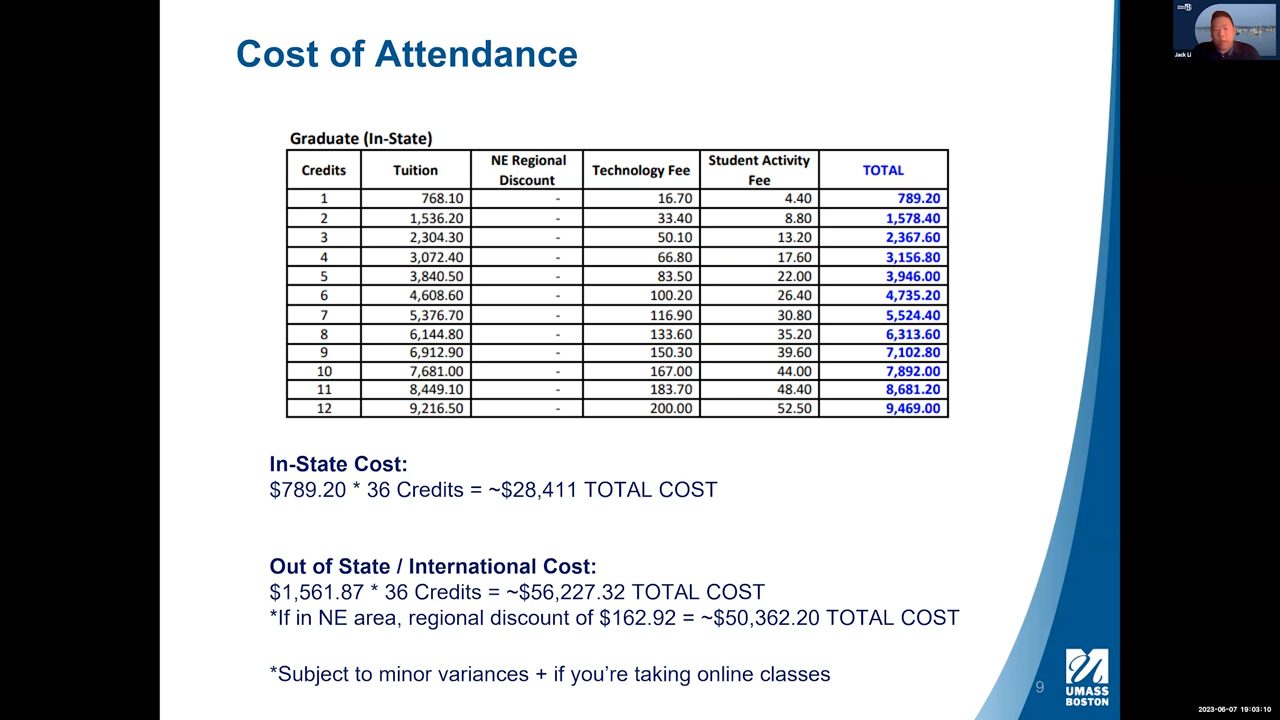 Cost of Attendance
Graduate (In-State)
Credits Tuition NE Regional Discount Technology Fee Student Activity Fee TOTAL
1 768.10 - 16.70 4.40 789.20
2 1,536.20 - 33.40 8.80 1,578.40
3 2,304.30 - 50.10 13.20 2,367.60
4 3,072.40 - 66.80 17.60 3,156.80
5 3,840.50 - 83.50 22.00 3,946.00
6 4,608.60 - 100.20 26.40 4,735.20
7 5,376.70 - 116.90 30.80 5,524.40
8 6,144.80 - 133.60 35.20 6,313.60
9 6,912.90 - 150.30 39.60 7,102.80
10 7,681.00 - 167.00 44.00 7,892.00
11 8,449.10 - 183.70 48.40 8,681.20
12 9,216.50 - 200.00 52.50 9,469.00
In-State Cost:
$789.20 * 36 Credits = ~$28,411 TOTAL COST
Out of State / International Cost:
$1,561.87 * 36 Credits = ~$56,227.32 TOTAL COST
*If in NE area, regional discount of $162.92 = ~$50,362.20 TOTAL COST
*Subject to minor variances + if you’re taking online classes
9
UMASS
BOSTON
Jack Li
2023-06-07 19:03:10